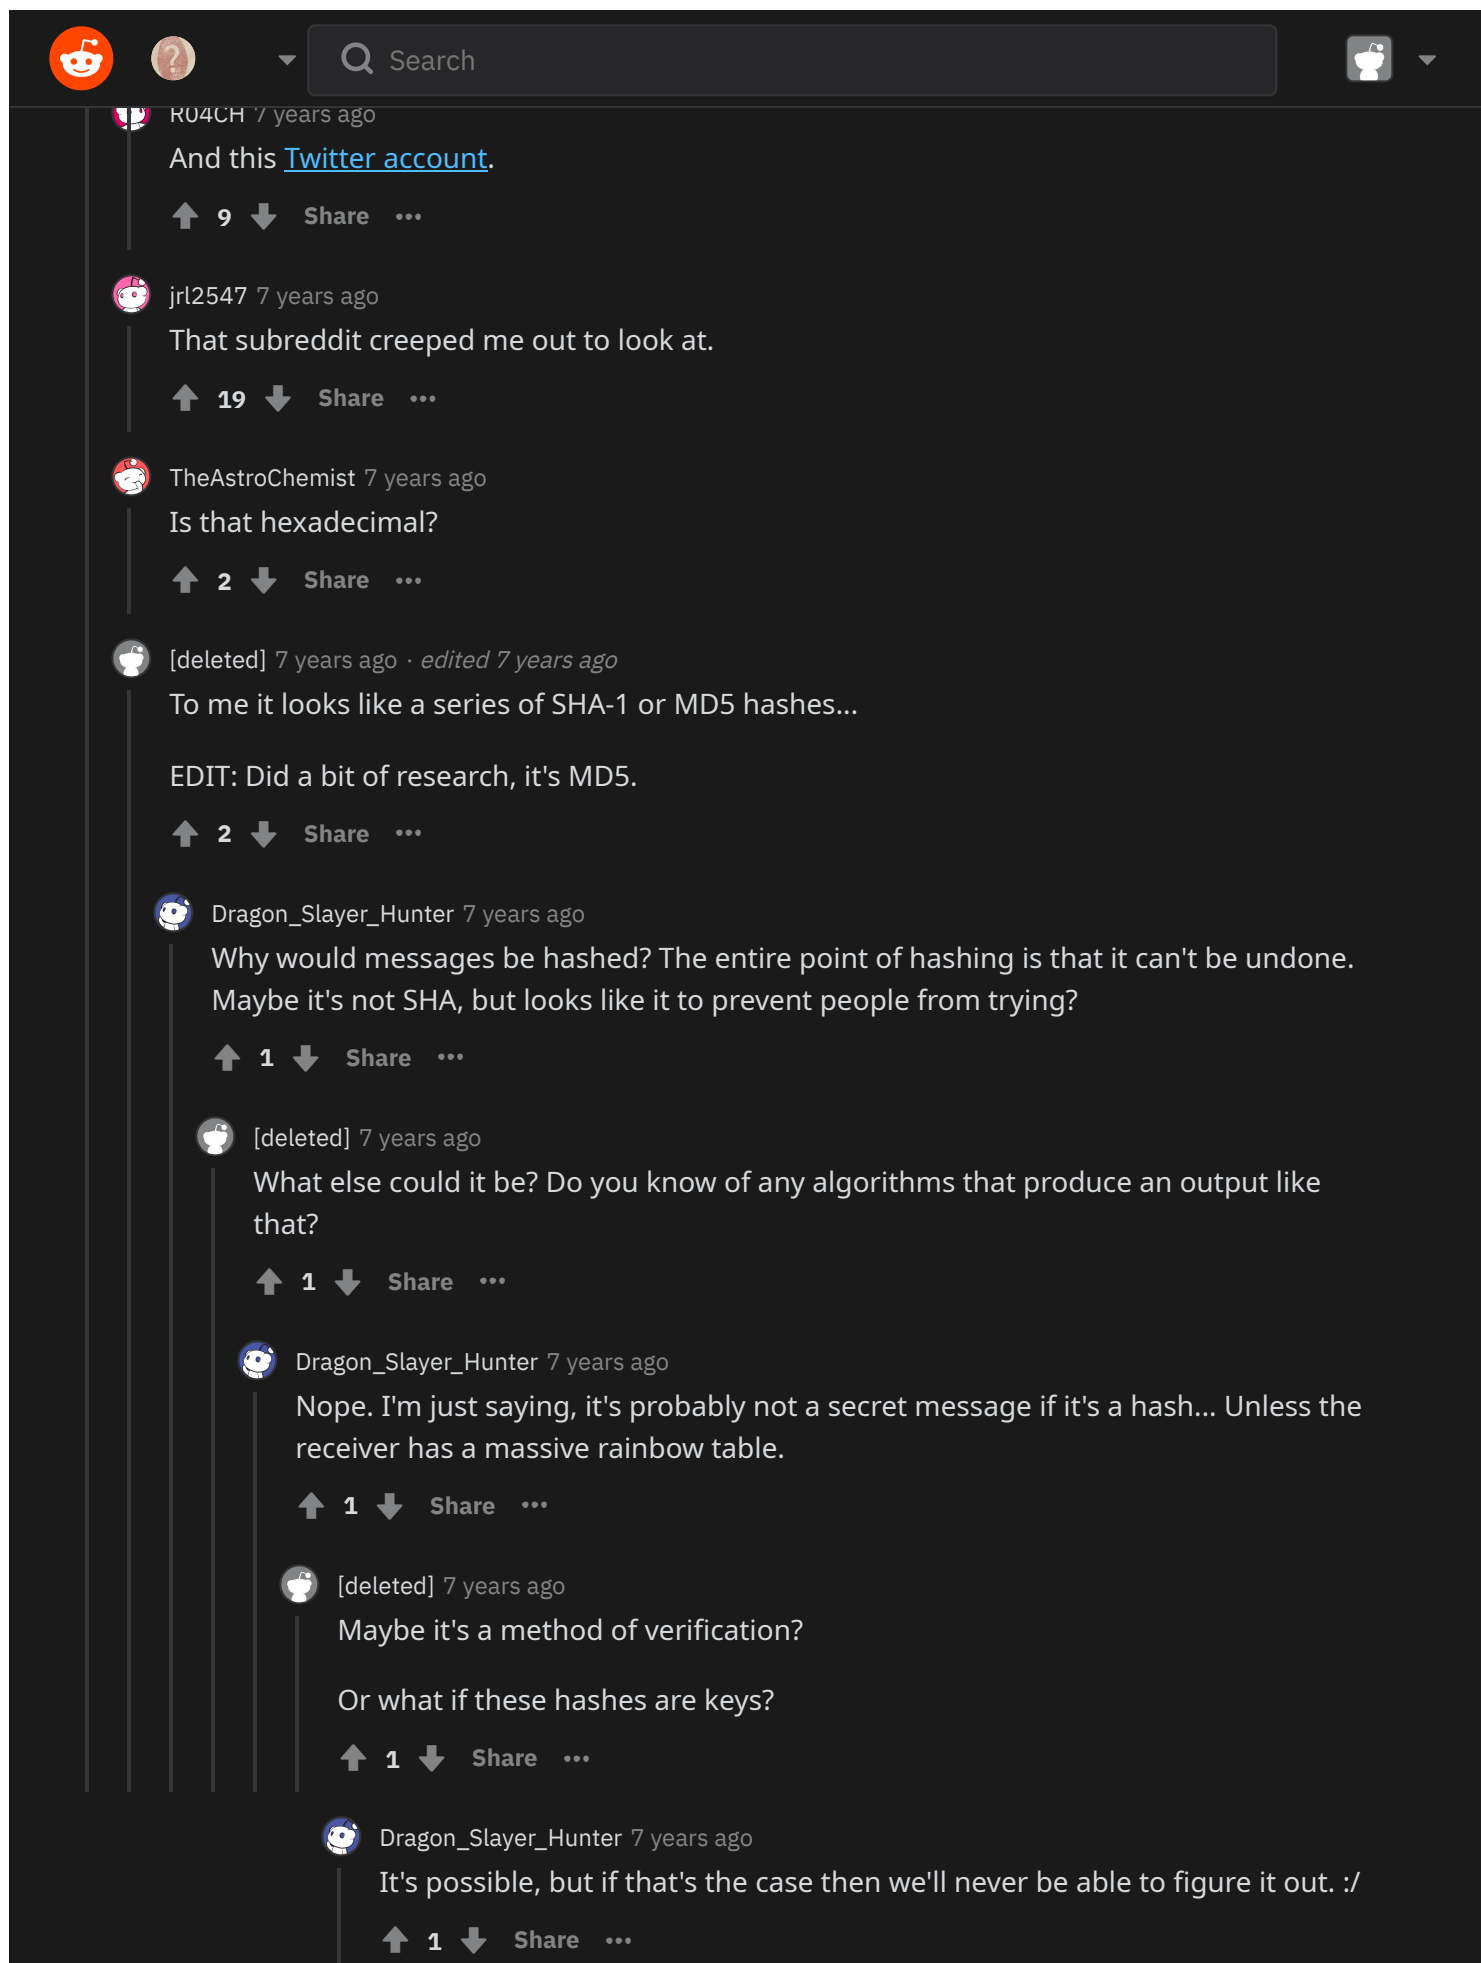 Search
R04CH 7 years ago
And this Twitter account.
9 Share ···
jrl2547 7 years ago
That subreddit creeped me out to look at.
19 Share ···
TheAstroChemist 7 years ago
Is that hexadecimal?
2 Share ···
[deleted] 7 years ago · edited 7 years ago
To me it looks like a series of SHA-1 or MD5 hashes...
EDIT: Did a bit of research, it's MD5.
2 Share ···
Dragon_Slayer_Hunter 7 years ago
Why would messages be hashed? The entire point of hashing is that it can't be undone.
Maybe it's not SHA, but looks like it to prevent people from trying?
1 Share ···
[deleted] 7 years ago
What else could it be? Do you know of any algorithms that produce an output like
that?
1 Share ···
Dragon_Slayer_Hunter 7 years ago
Nope. I'm just saying, it's probably not a secret message if it's a hash... Unless the
receiver has a massive rainbow table.
1 Share ···
[deleted] 7 years ago
Maybe it's a method of verification?
Or what if these hashes are keys?
1 Share ···
Dragon_Slayer_Hunter 7 years ago
It's possible, but if that's the case then we'll never be able to figure it out. :/
1 Share ···